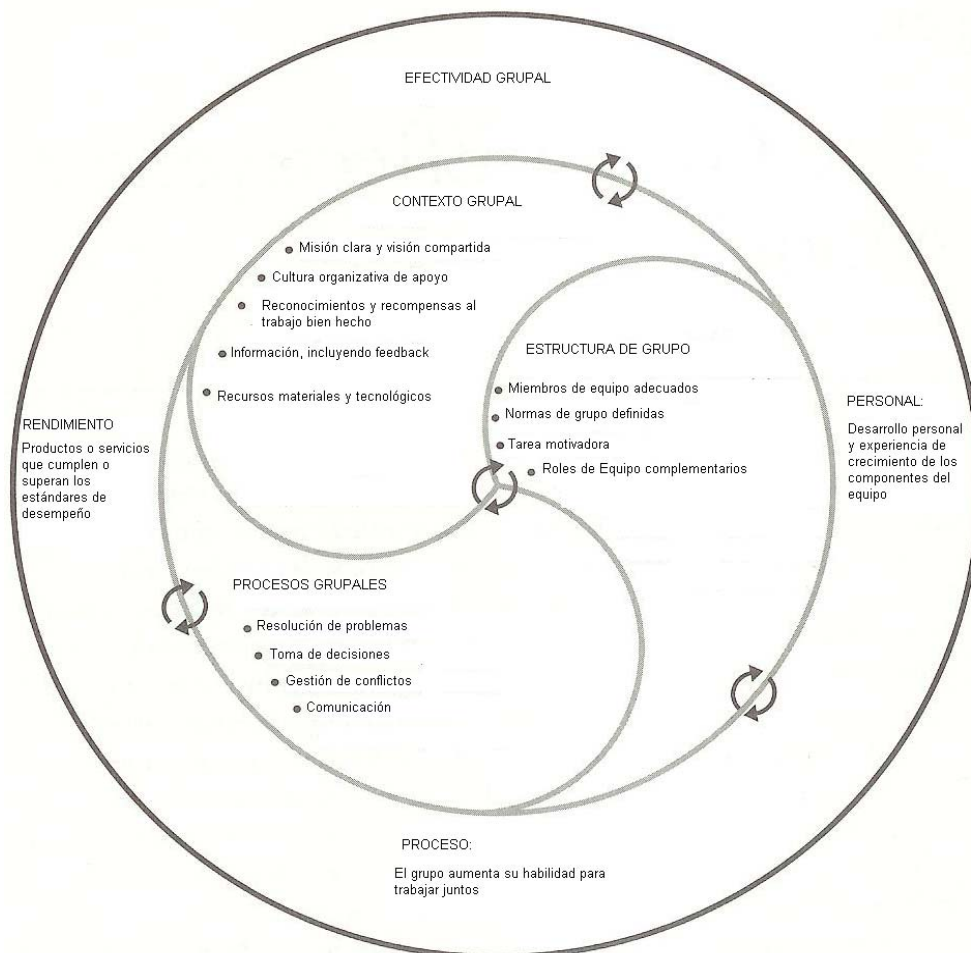 EFECTIVIDAD GRUPAL
CONTEXTO GRUPAL
Misión clara y visión compartida
Cultura organizativa de apoyo
Reconocimientos y recompensas al
trabajo bien hecho
Información, incluyendo feedback
Recursos materiales y tecnológicos
ESTRUCTURA DE GRUPO
Miembros de equipo adecuados
Normas de grupo definidas
Tarea motivadora
Roles de Equipo complementarios
RENDIMIENTO
Productos o servicios
que cumplen o
superan los
estándares de
desempeño
PERSONAL:
Desarrollo personal
y experiencia de
crecimiento de los
componentes del
equipo
PROCESOS GRUPALES
Resolución de problemas
Toma de decisiones
Gestión de conflictos
Comunicación
PROCESO:
El grupo aumenta su habilidad para
trabajar juntos